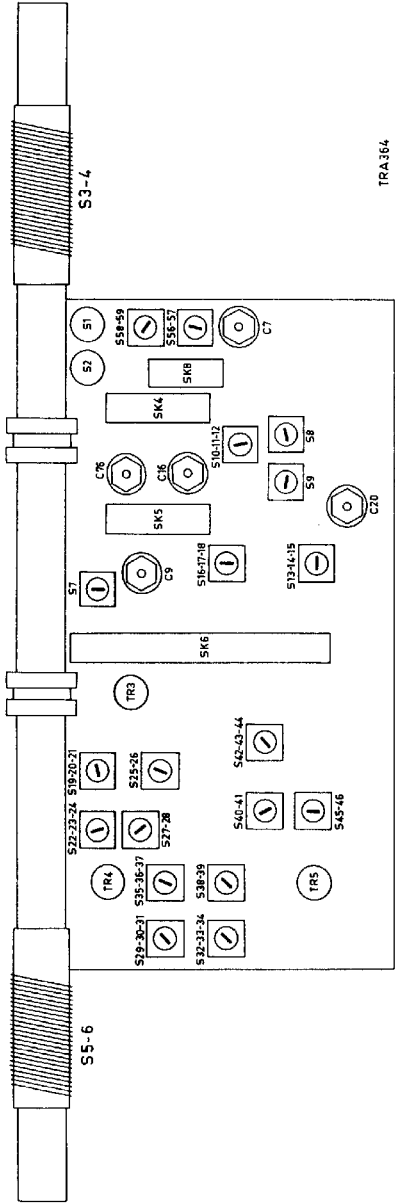 S3-4
TRA364
S1
S2
S58-59
S56-57
C7
SK8
SK4
S10-11-12
S8
S9
C76
C16
C20
SK5
S7
C9
S16-17-18
S13-14-15
SK6
TR3
S19-20-21
S25-26
S42-43-44
S22-23-24
S27-28
S40-41
S45-46
TR4
S35-36-37
S38-39
TR5
S29-30-31
S32-33-34
S5-6